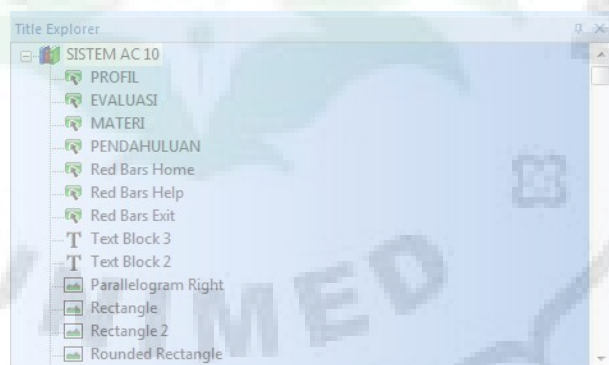 Title Explorer
SISTEM AC 10
PROFIL
EVALUASI
MATERI
PENDAHULUAN
Red Bars Home
Red Bars Help
Red Bars Exit
Text Block 3
Text Block 2
Parallelogram Right
Rectangle
Rectangle 2
Rounded Rectangle
UNIMED